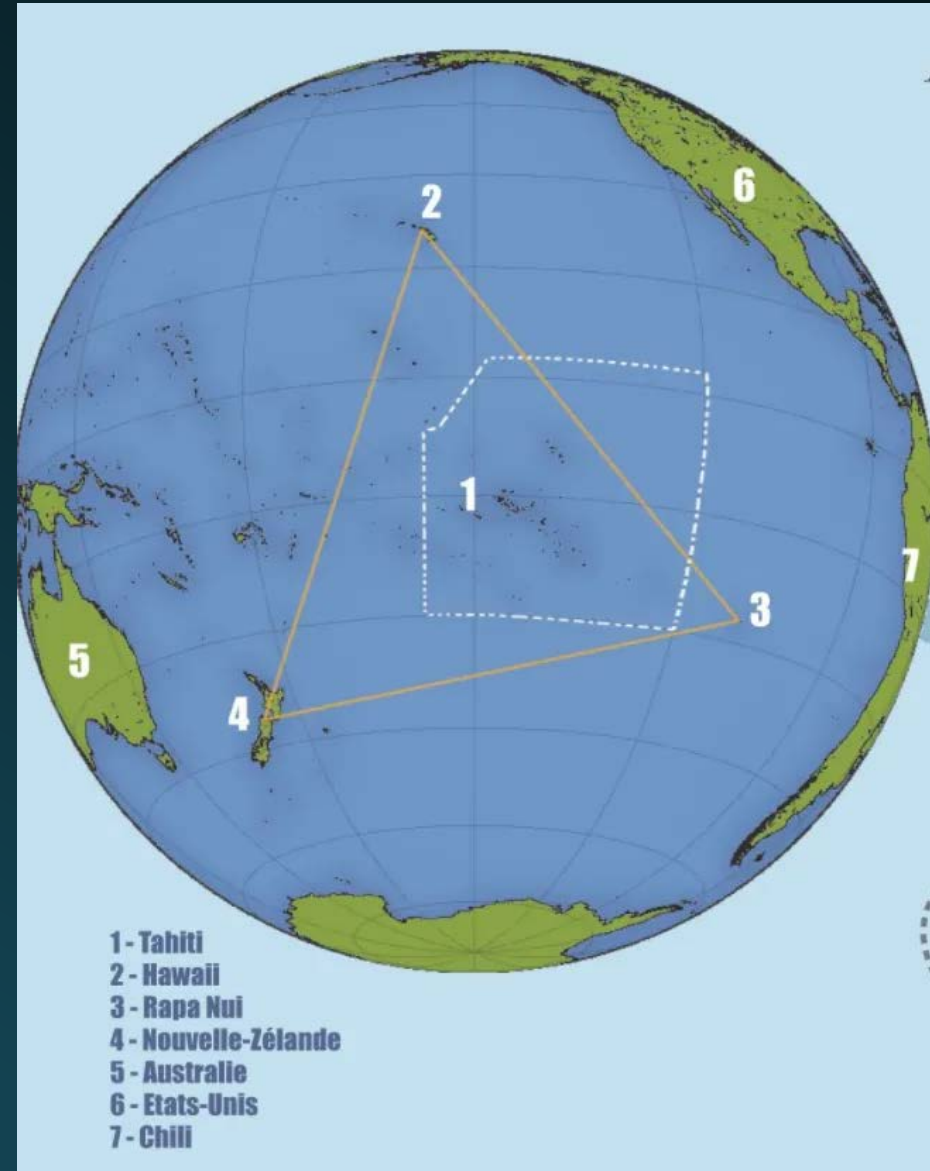 2
6
1
7
3
5
4
1 - Tahiti
2 - Hawaii
3 - Rapa Nui
4 - Nouvelle-Zélande
5 - Australie
6 - Etats-Unis
7 - Chili